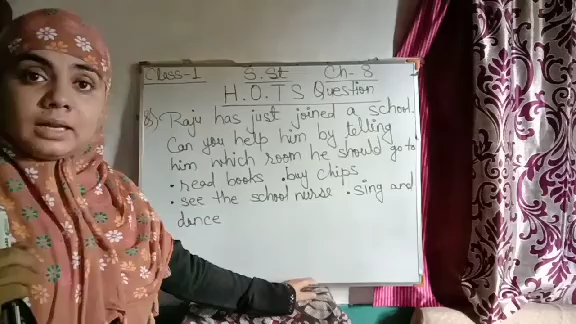 Class-1 S.St Ch-8
H.O.T.S Question
8) Raju has just joined a school.
Can you help him by telling
him which room he should go to
• read books • buy chips
• see the school nurse • sing and
dance